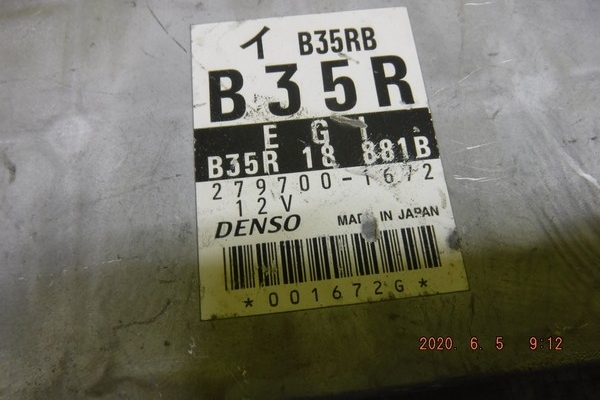 イ B35RB
B35R
EGI
B35R 18 881B
279700-1672
12V
DENSO MADE IN JAPAN
*001672G*
2020. 6. 5 9:12